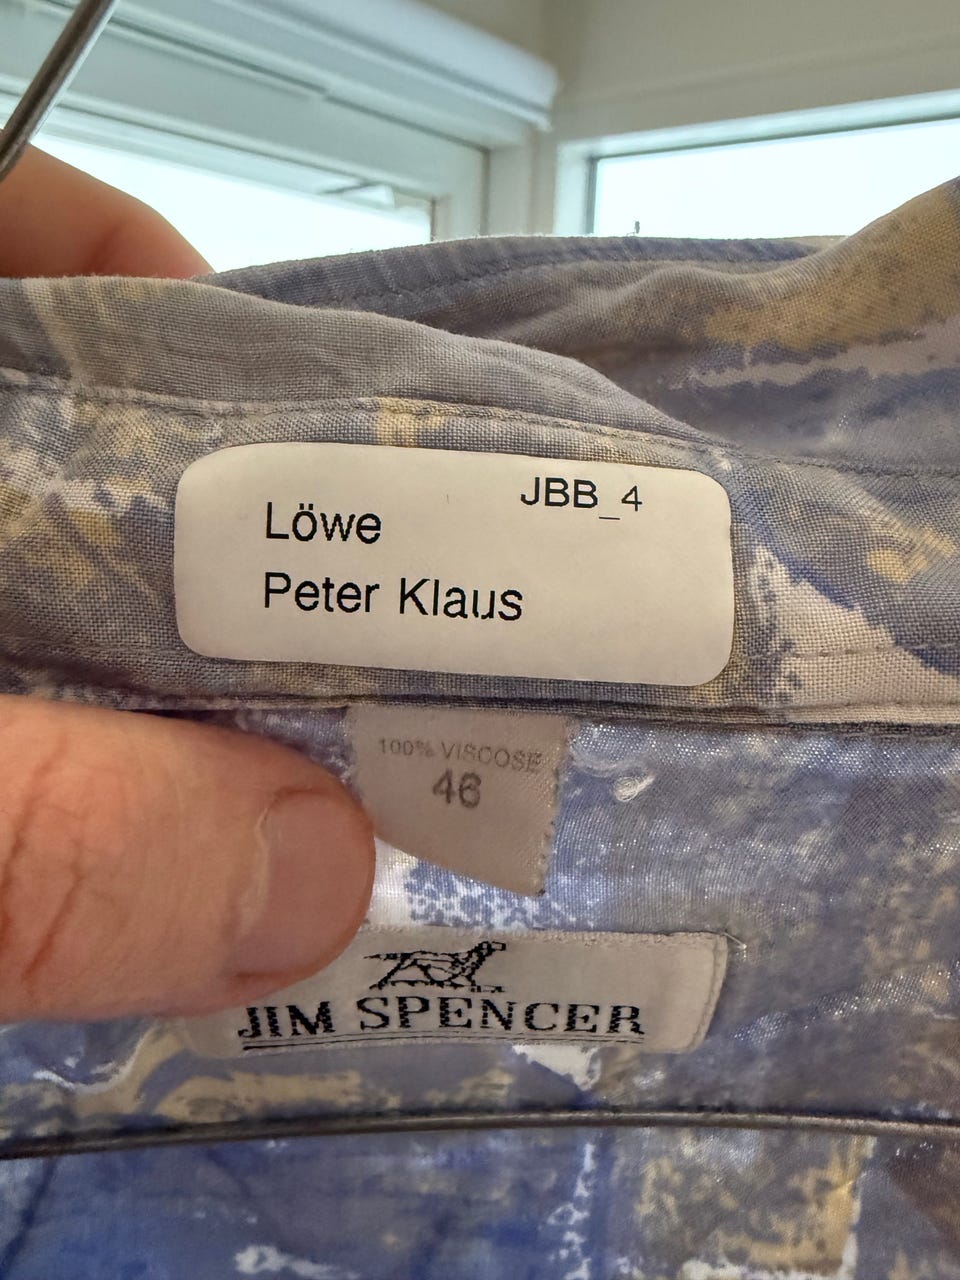 JBB_4
Löwe
Peter Klaus
100% VISCOSE
46
JIM SPENCER